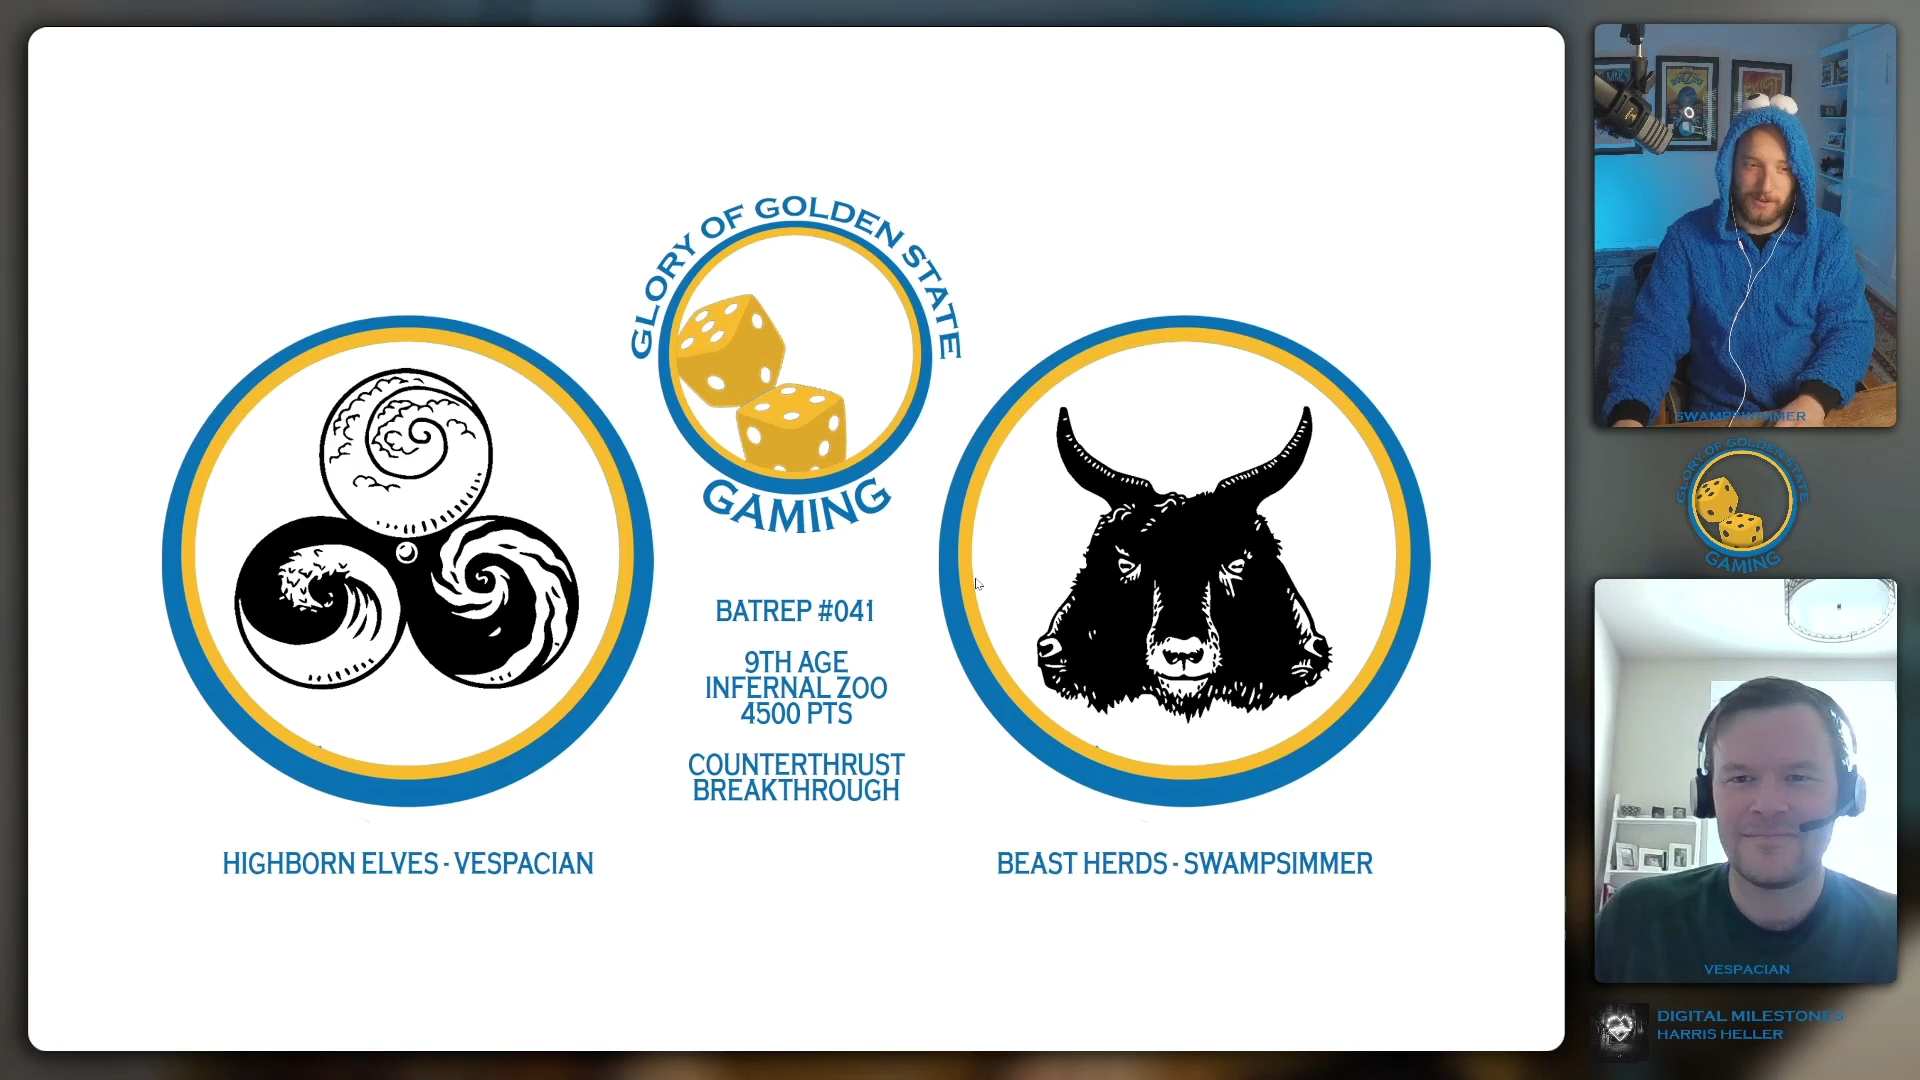 GLORY OF GOLDEN STATE
GAMING
BATREP #041
9TH AGE
INFERNAL ZOO
4500 PTS
COUNTERTHRUST
BREAKTHROUGH
HIGHBORN ELVES - VESPACIAN
BEAST HERDS - SWAMPSIMMER
SWAMPSIMMER
GLORY OF GOLDEN STATE
GAMING
VESPACIAN
DIGITAL MILESTONES
HARRIS HELLER